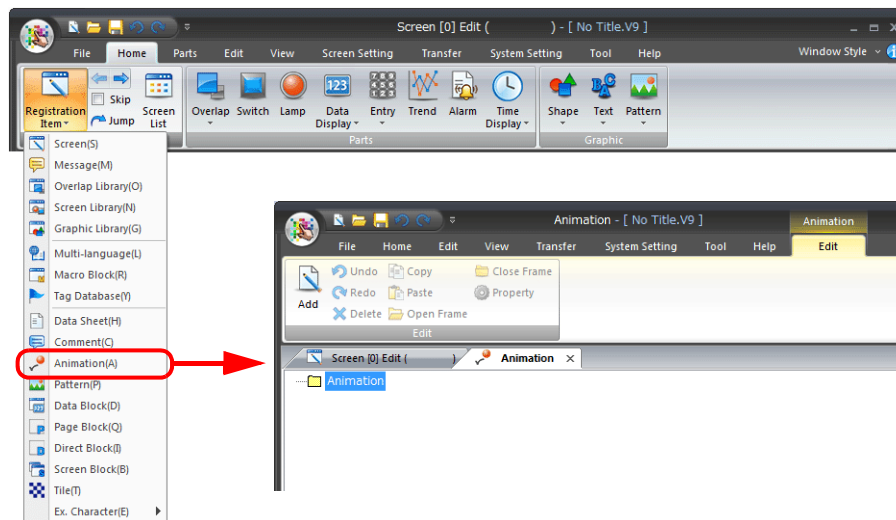 Screen [0] Edit (          ) - [ No Title.V9 ]
File Home Parts Edit View Screen Setting Transfer System Setting Tool Help Window Style
Registration Item
Skip
Jump
Screen List
Overlap
Switch
Lamp
Data Display
Entry
Trend
Alarm
Time Display
Shape
Text
Pattern
Parts
Graphic
Screen(S)
Message(M)
Overlap Library(O)
Screen Library(N)
Graphic Library(G)
Multi-language(L)
Macro Block(R)
Tag Database(Y)
Data Sheet(H)
Comment(C)
Animation(A)
Pattern(P)
Data Block(D)
Page Block(Q)
Direct Block(I)
Screen Block(B)
Tile(T)
Ex. Character(E)
Animation - [ No Title.V9 ]
Animation
File Home Edit View Transfer System Setting Tool Help Edit
Add
Undo Copy Close Frame
Redo Paste Property
Delete Open Frame
Edit
Screen [0] Edit (          ) Animation
Animation